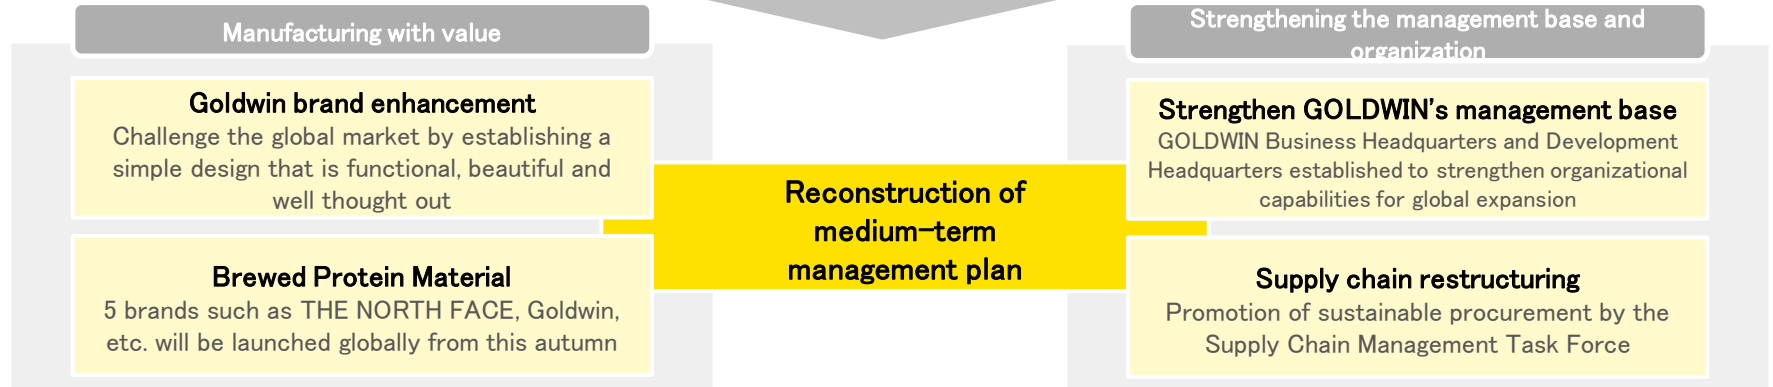 Manufacturing with value
Goldwin brand enhancement
Challenge the global market by establishing a
simple design that is functional, beautiful and
well thought out
Brewed Protein Material
5 brands such as THE NORTH FACE, Goldwin,
etc. will be launched globally from this autumn
Reconstruction of
medium-term
management plan
Strengthening the management base and
organization
Strengthen GOLDWIN's management base
GOLDWIN Business Headquarters and Development
Headquarters established to strengthen organizational
capabilities for global expansion
Supply chain restructuring
Promotion of sustainable procurement by the
Supply Chain Management Task Force